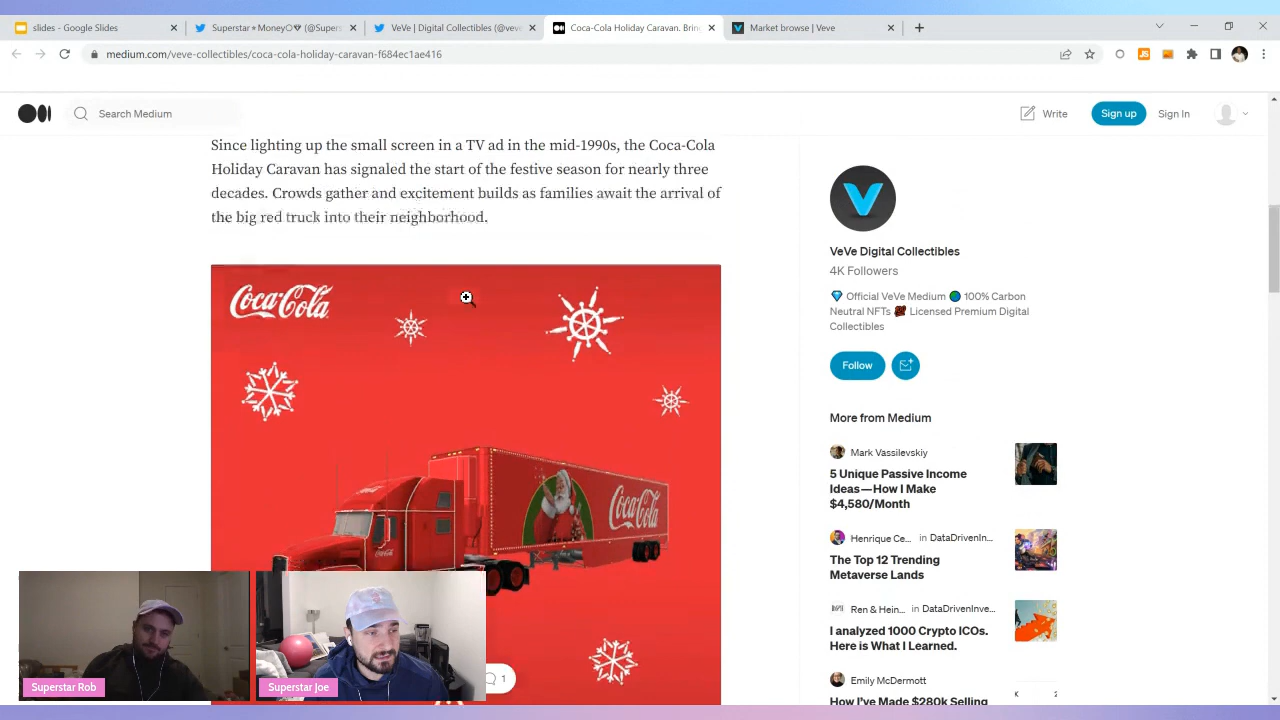 slides - Google Slides
Superstar
VeVe | Digital Collectibles (@veve
Coca-Cola Holiday Caravan. Brin
Market browse | Veve
medium.com/veve-collectibles/coca-cola-holiday-caravan-f684ec1ae416
Search Medium
Write
Sign up
Sign In
Since lighting up the small screen in a TV ad in the mid-1990s, the Coca-Cola
Holiday Caravan has signaled the start of the festive season for nearly three
decades. Crowds gather and excitement builds as families await the arrival of
the big red truck into their neighborhood.
Coca-Cola
Coca-Cola
VeVe Digital Collectibles
4K Followers
Official VeVe Medium 100% Carbon
Neutral NFTs Licensed Premium Digital
Collectibles
Follow
More from Medium
Mark Vassilevskiy
5 Unique Passive Income
Ideas — How I Make
$4,580/Month
Henrique Ce... in DataDrivenIn...
The Top 12 Trending
Metaverse Lands
Ren & Hein... in DataDrivenInve...
I analyzed 1000 Crypto ICOs.
Here is What I Learned.
Emily McDermott
How I've Made $280k Selling
1
Superstar Rob
Superstar Joe